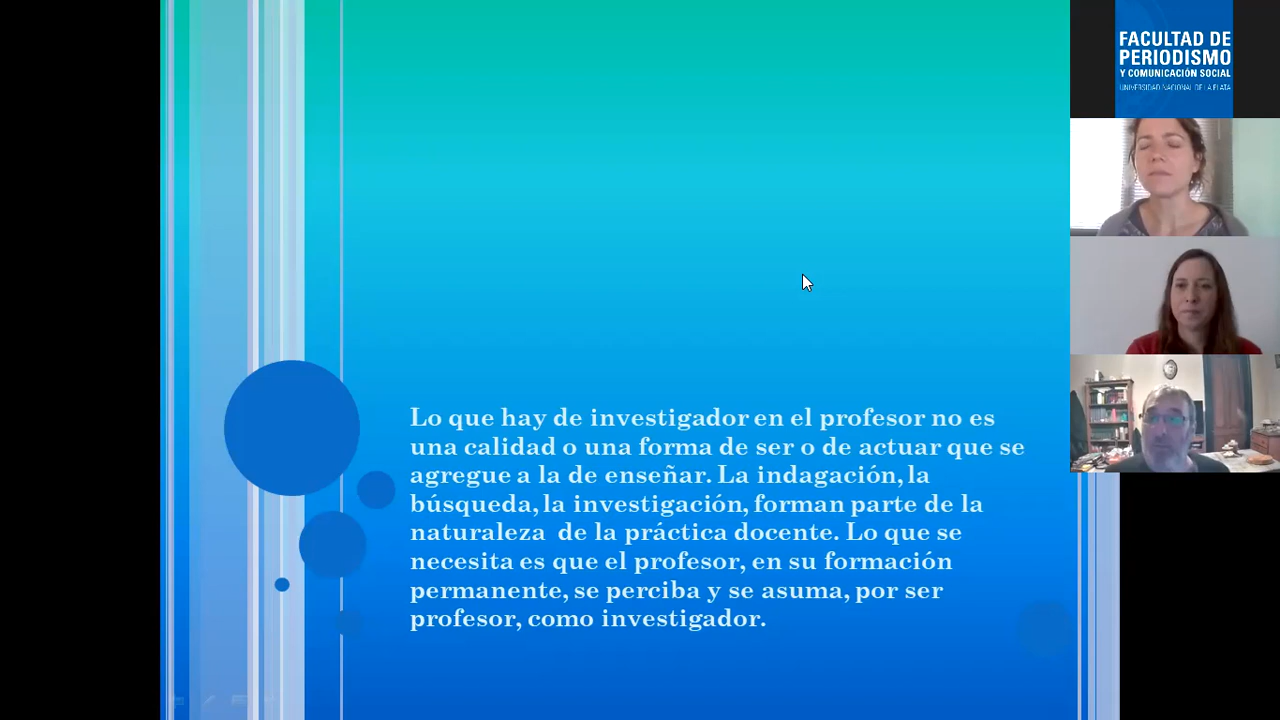 FACULTAD DE
PERIODISMO
Y COMUNICACIÓN SOCIAL
UNIVERSIDAD NACIONAL DE LA PLATA
Lo que hay de investigador en el profesor no es
una calidad o una forma de ser o de actuar que se
agregue a la de enseñar. La indagación, la
búsqueda, la investigación, forman parte de la
naturaleza de la práctica docente. Lo que se
necesita es que el profesor, en su formación
permanente, se perciba y se asuma, por ser
profesor, como investigador.